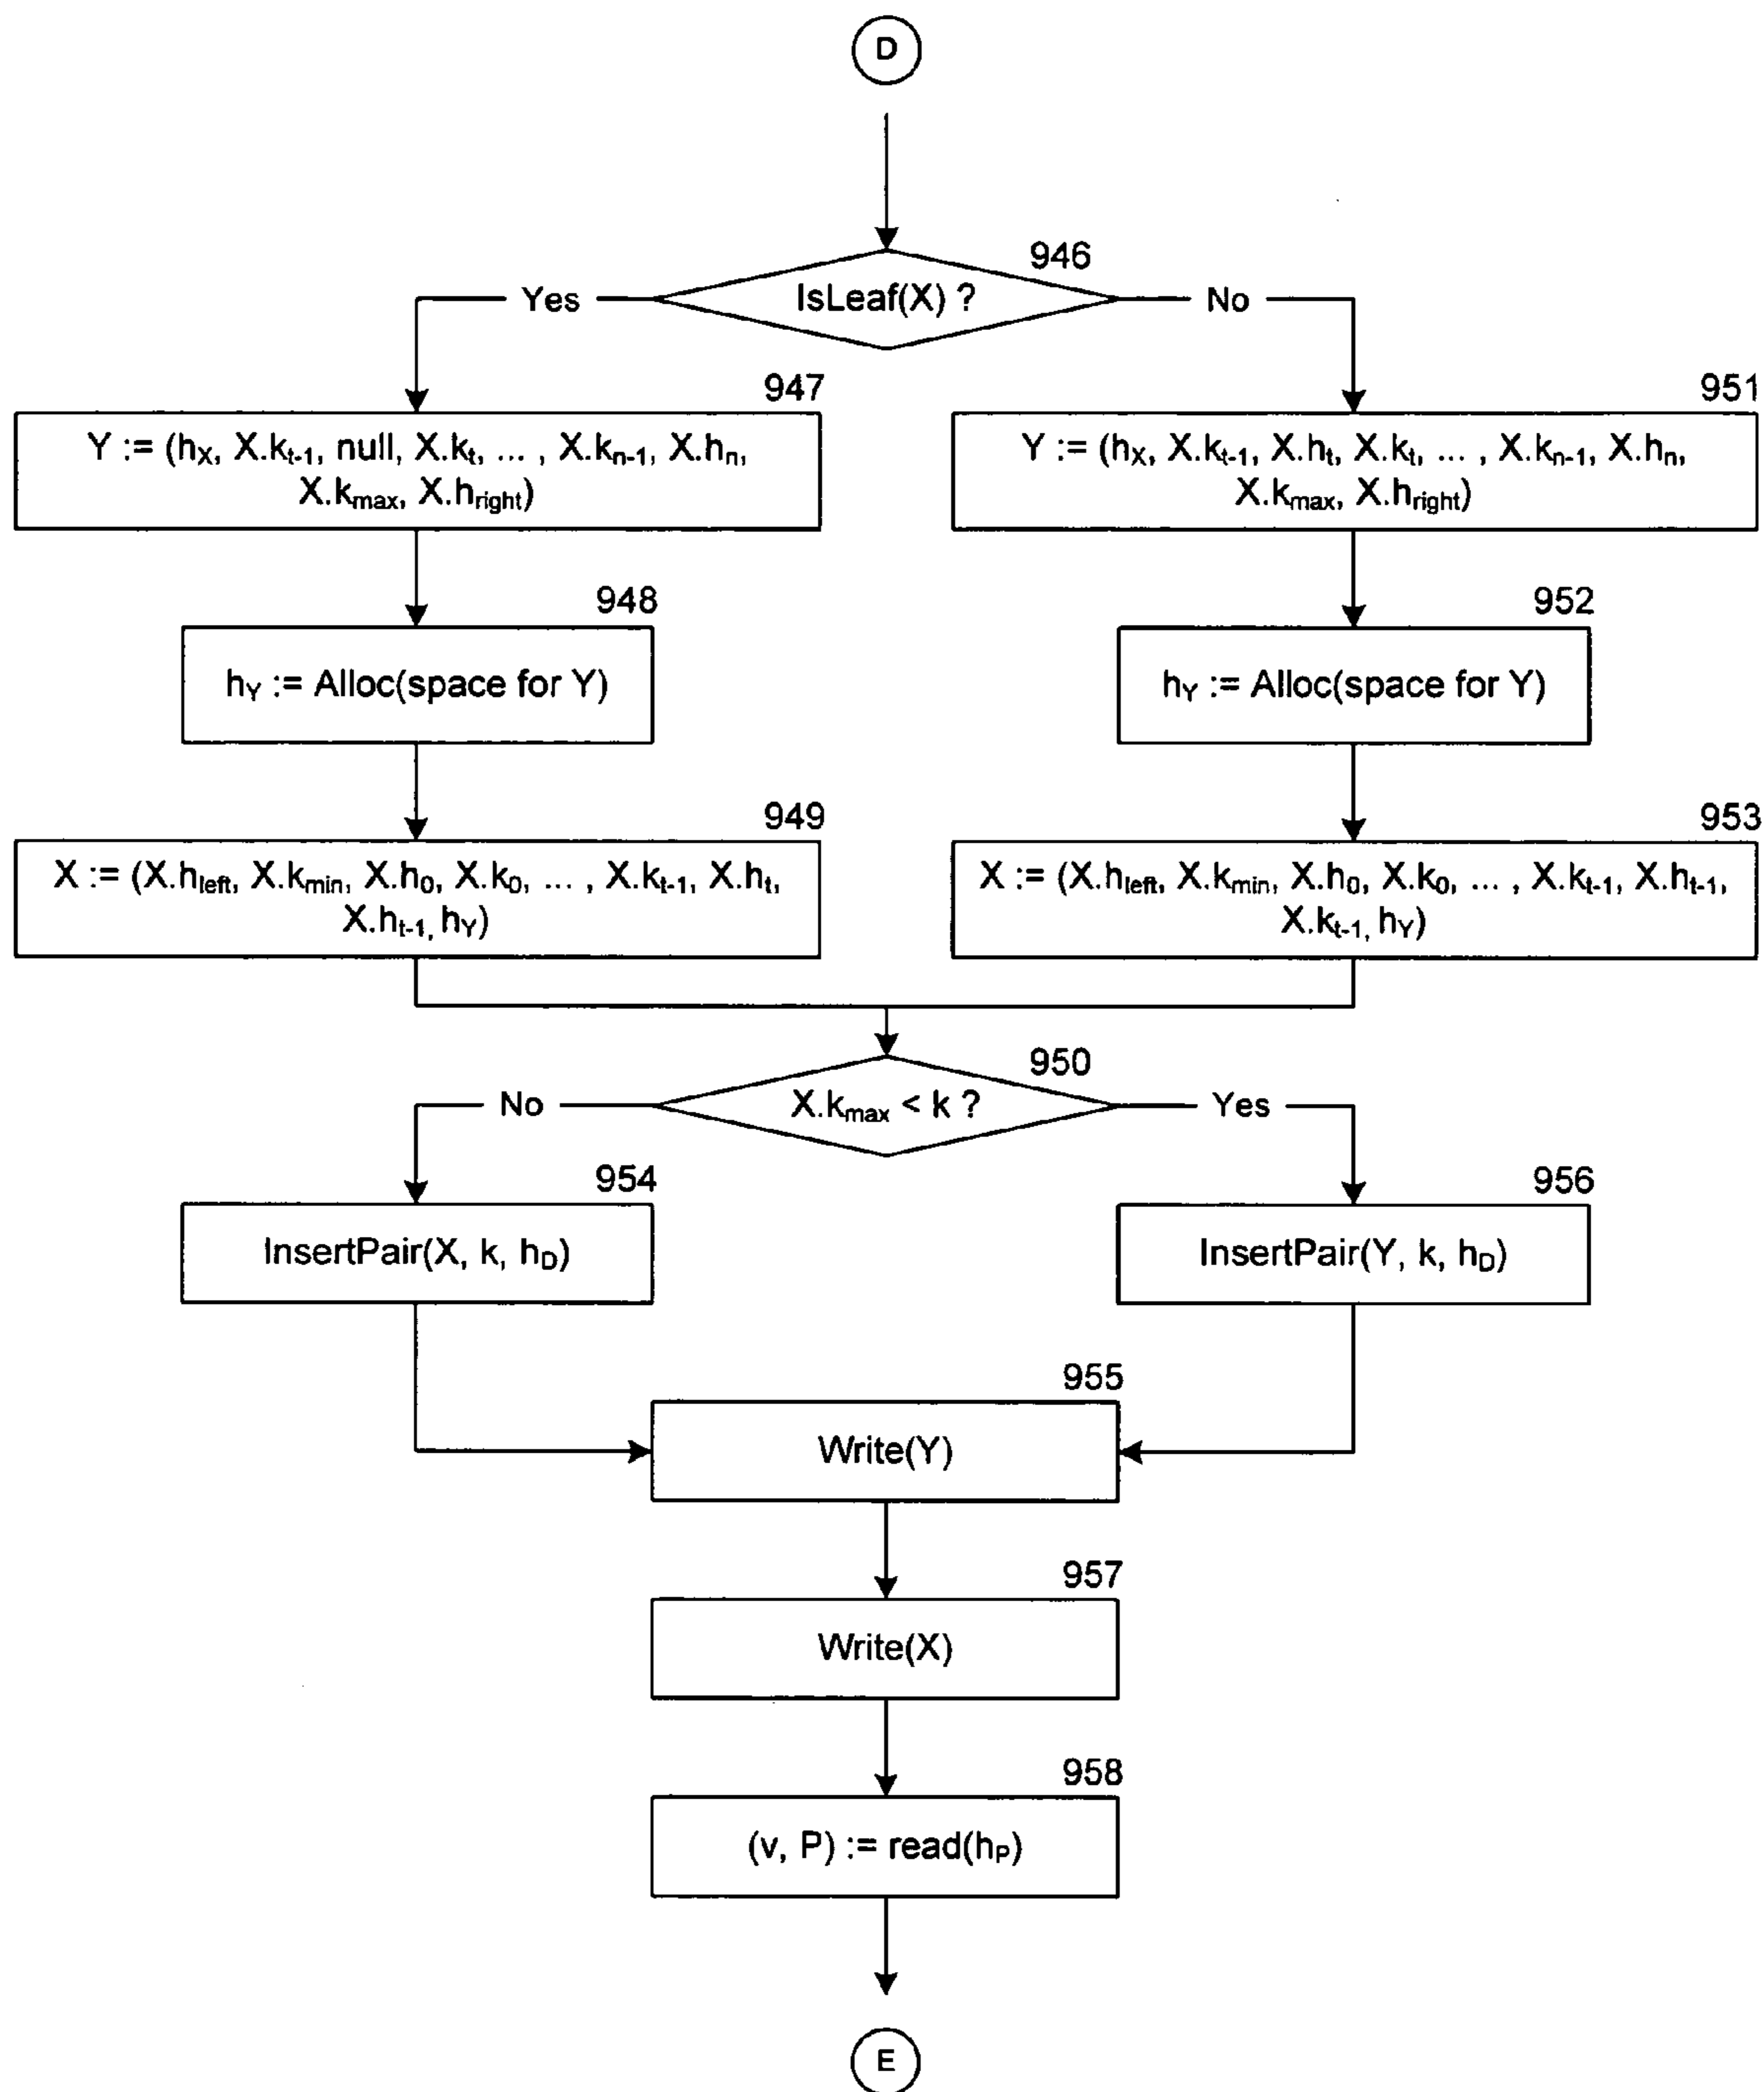 D
946
IsLeaf(X) ?
Yes
No
947
Y := (hX, X.kt-1, null, X.kt, ... , X.kn-1, X.hn,
X.kmax, X.hright)
951
Y := (hX, X.kt-1, X.ht, X.kt, ... , X.kn-1, X.hn,
X.kmax, X.hright)
948
hY := Alloc(space for Y)
952
hY := Alloc(space for Y)
949
X := (X.hleft, X.kmin, X.h0, X.k0, ... , X.kt-1, X.ht,
X.ht-1, hY)
953
X := (X.hleft, X.kmin, X.h0, X.k0, ... , X.kt-1, X.ht-1,
X.kt-1, hY)
950
X.kmax < k ?
No
Yes
954
InsertPair(X, k, hD)
956
InsertPair(Y, k, hD)
955
Write(Y)
957
Write(X)
958
(v, P) := read(hP)
E